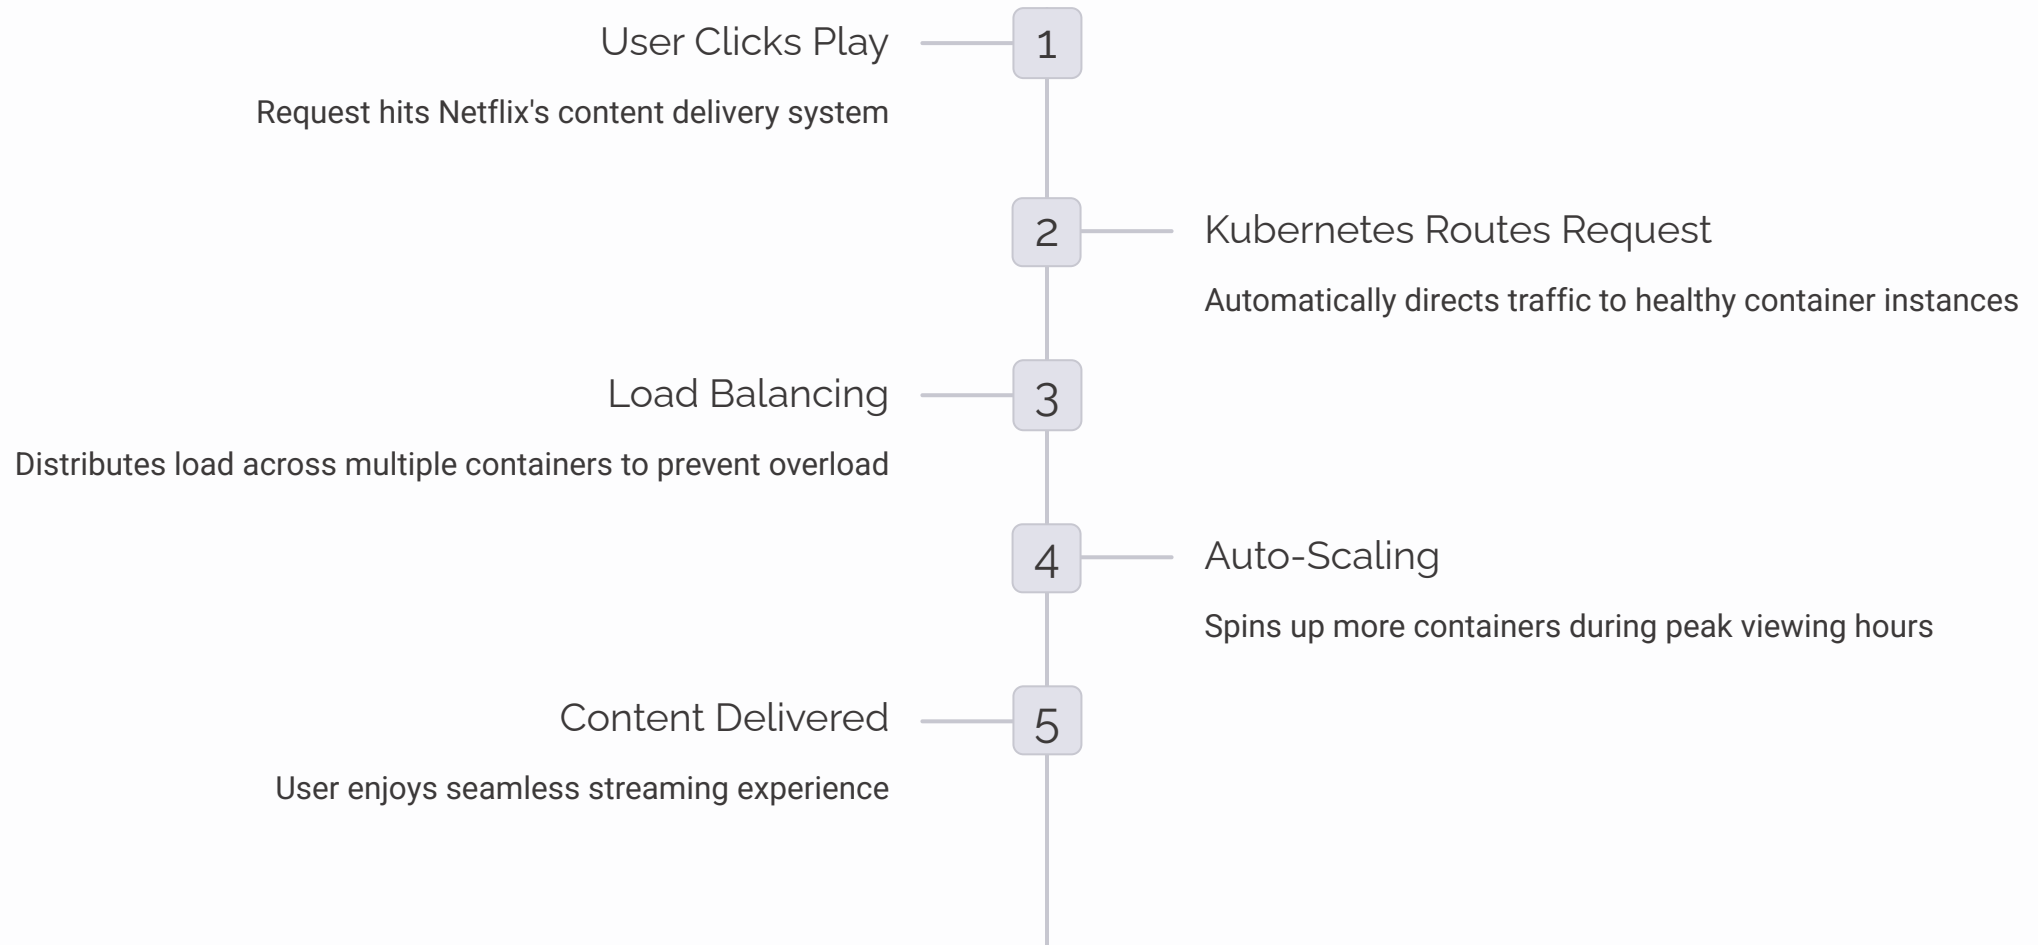 User Clicks Play
1
Request hits Netflix's content delivery system
2
Kubernetes Routes Request
Automatically directs traffic to healthy container instances
Load Balancing
3
Distributes load across multiple containers to prevent overload
4
Auto-Scaling
Spins up more containers during peak viewing hours
Content Delivered
5
User enjoys seamless streaming experience